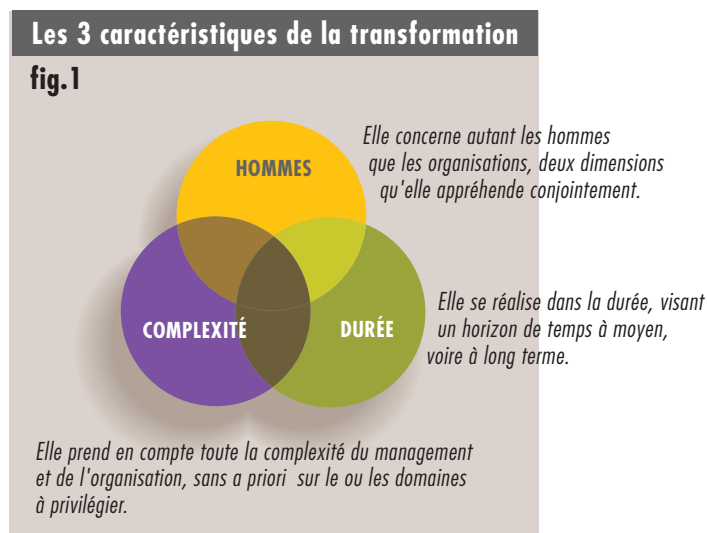 Les 3 caractéristiques de la transformation
fig.1
HOMMES
Elle concerne autant les hommes
que les organisations, deux dimensions
qu'elle appréhende conjointement.
COMPLEXITÉ
DURÉE
Elle se réalise dans la durée, visant
un horizon de temps à moyen,
voire à long terme.
Elle prend en compte toute la complexité du management
et de l'organisation, sans a priori sur le ou les domaines
à privilégier.